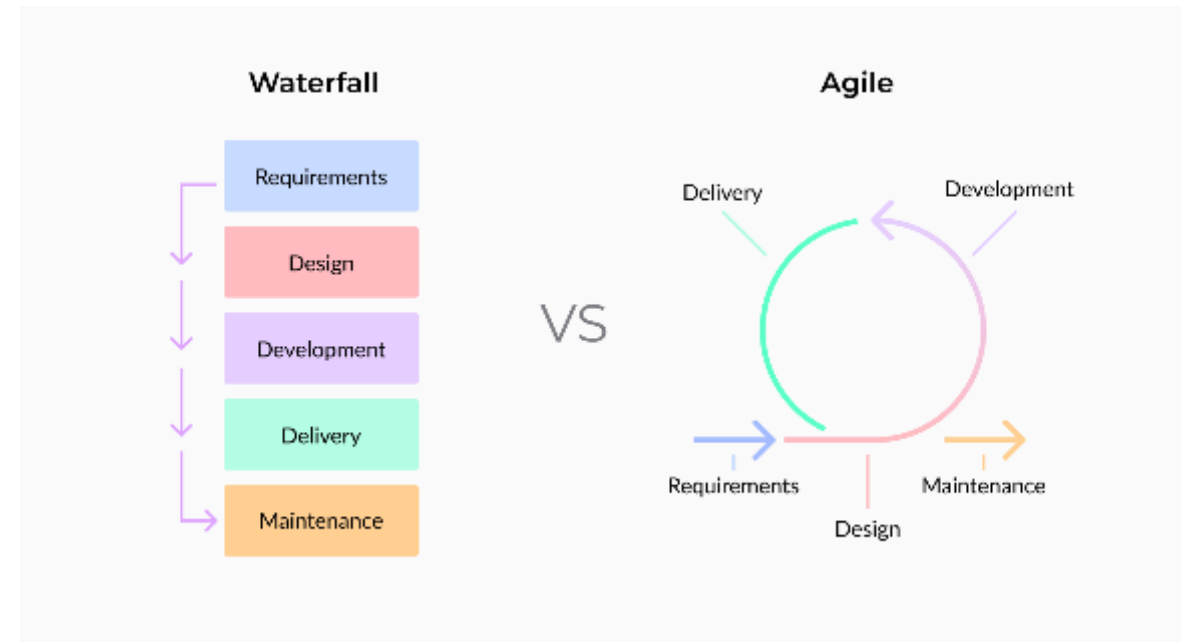 Waterfall
Requirements
Design
Development
Delivery
Maintenance
VS
Agile
Delivery
Development
Requirements
Maintenance
Design